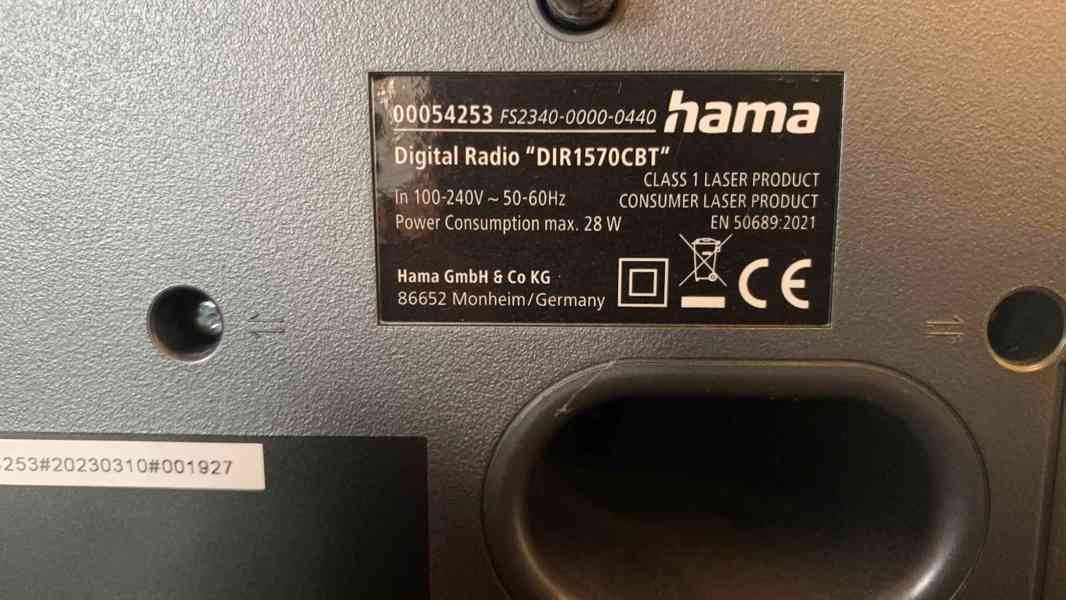 00054253 FS2340-0000-0440 hama
Digital Radio "DIR1570CBT"
CLASS 1 LASER PRODUCT
In 100-240V ~ 50-60Hz CONSUMER LASER PRODUCT
Power Consumption max. 28 W EN 50689:2021
Hama GmbH & Co KG
86652 Monheim/Germany
CE
253#20230310#001927